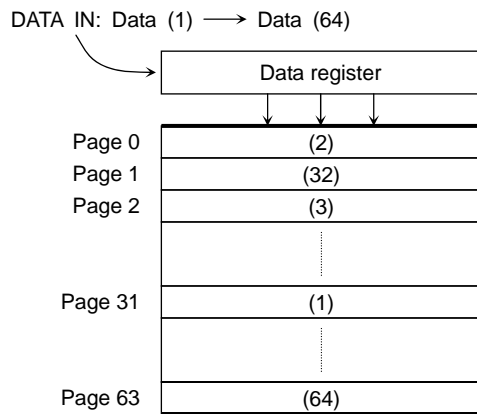 DATA IN: Data (1) → Data (64)
Data register
Page 0 (2)
Page 1 (32)
Page 2 (3)
Page 31 (1)
Page 63 (64)